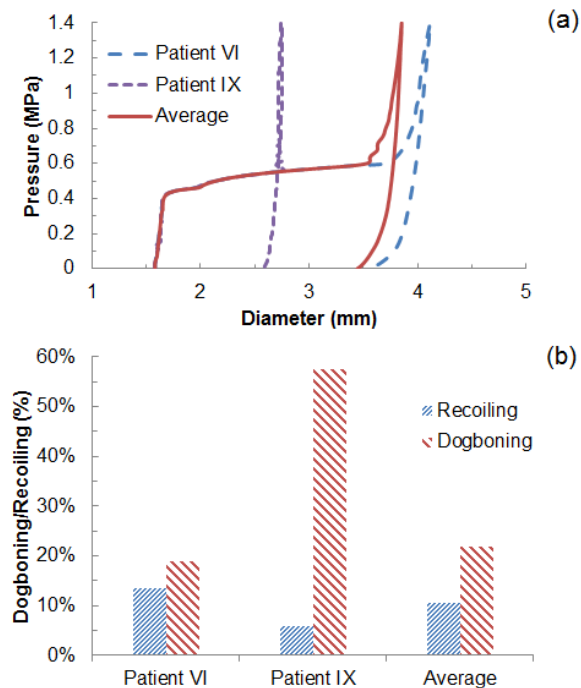 (a)
1.4
1.2
1
0.8
0.6
0.4
0.2
0
Pressure (MPa)
Patient VI
Patient IX
Average
1 2 3 4 5
Diameter (mm)
(b)
60%
50%
40%
30%
20%
10%
0%
Dogboning/Recoiling (%)
Recoiling
Dogboning
Patient VI Patient IX Average